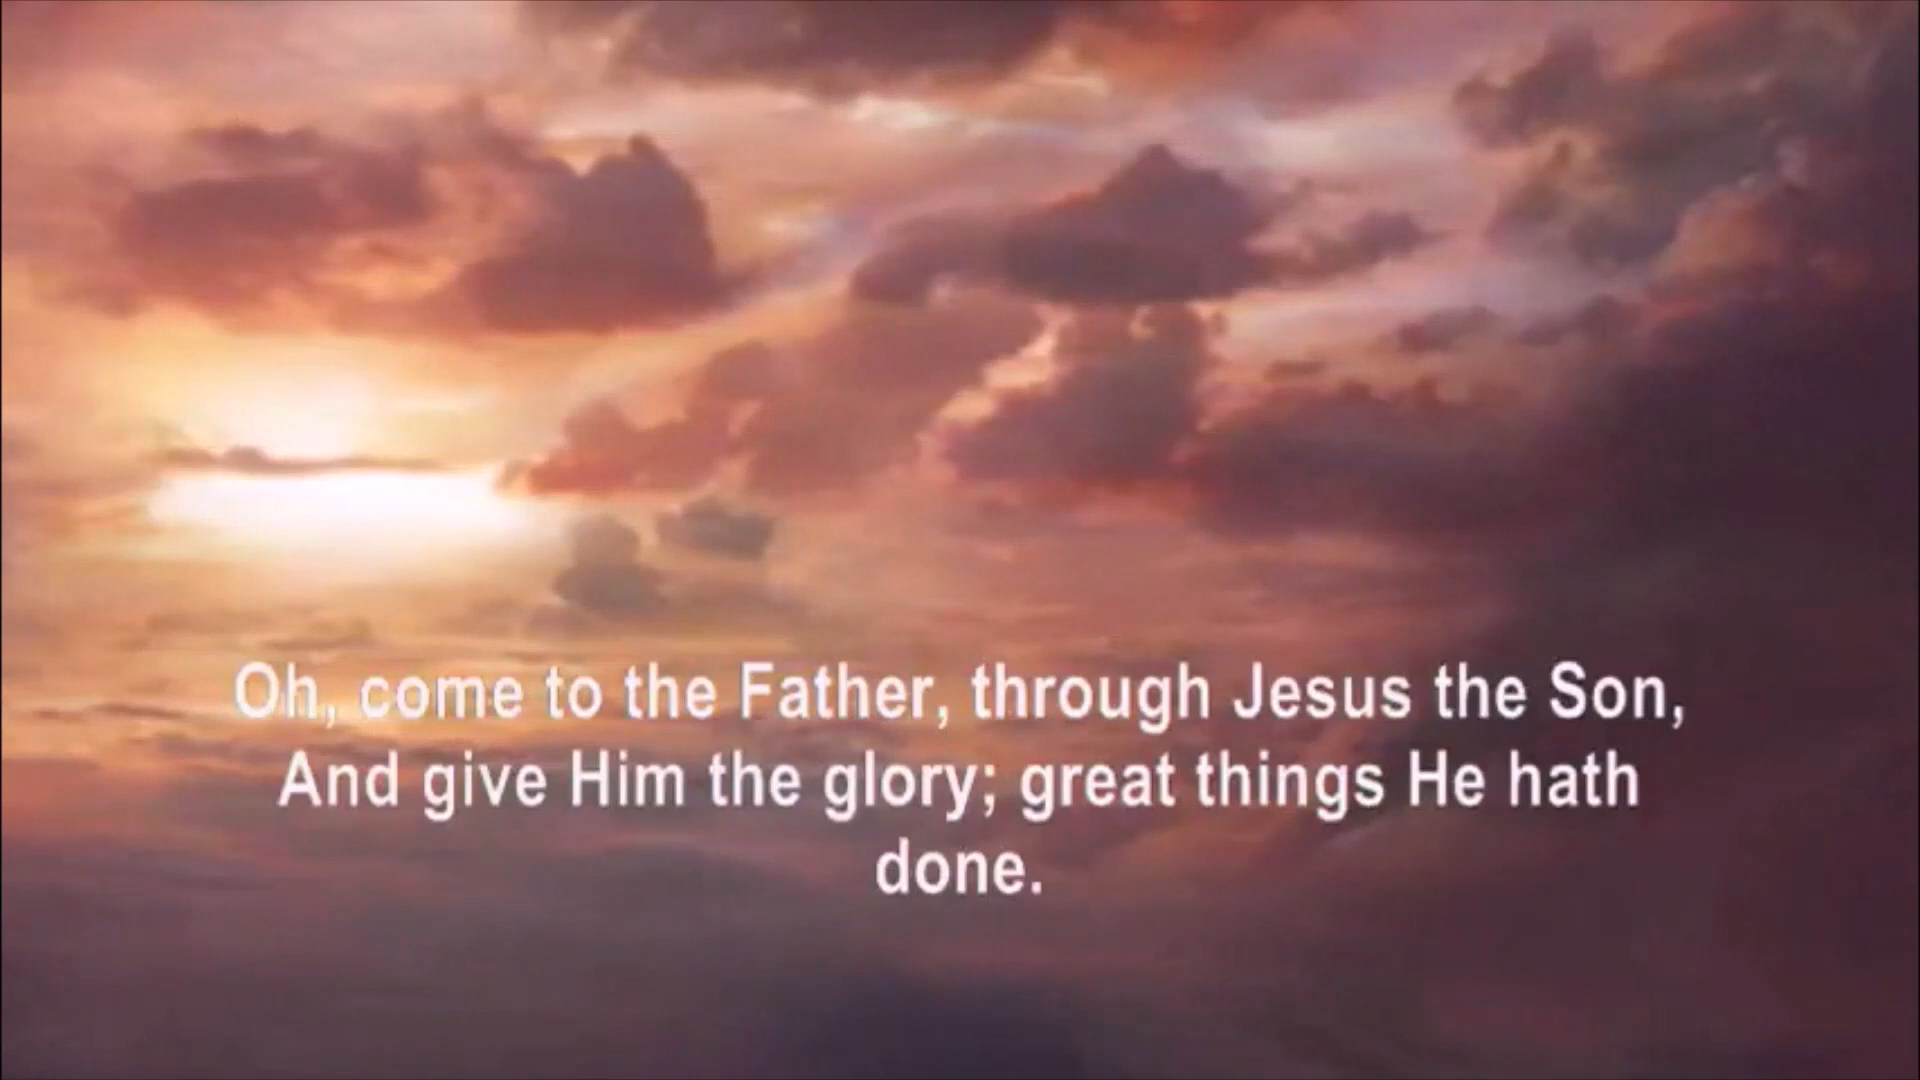 Oh, come to the Father, through Jesus the Son,
And give Him the glory; great things He hath
done.